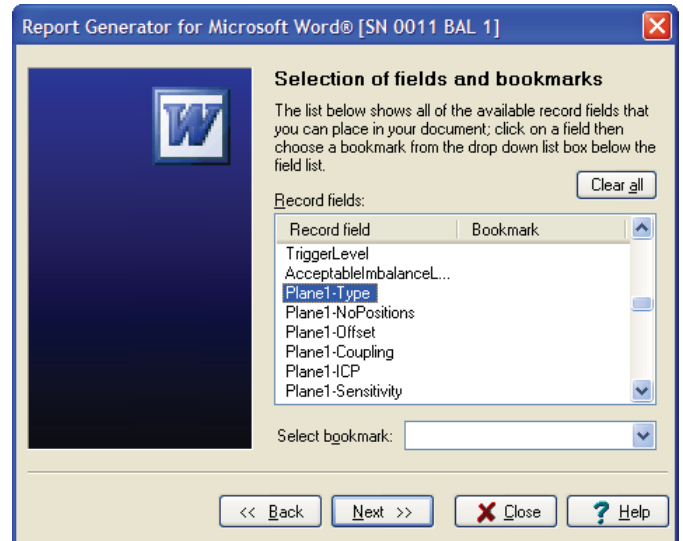 Report Generator for Microsoft Word® [SN 0011 BAL 1]
W
Selection of fields and bookmarks
The list below shows all of the available record fields that
you can place in your document; click on a field then
choose a bookmark from the drop down list box below the
field list.
Clear all
Record fields:
Record field Bookmark
TriggerLevel
AcceptableImbalanceL...
Plane1-Type
Plane1-NoPositions
Plane1-Offset
Plane1-Coupling
Plane1-ICP
Plane1-Sensitivity
Select bookmark:
<< Back Next >> Close ? Help